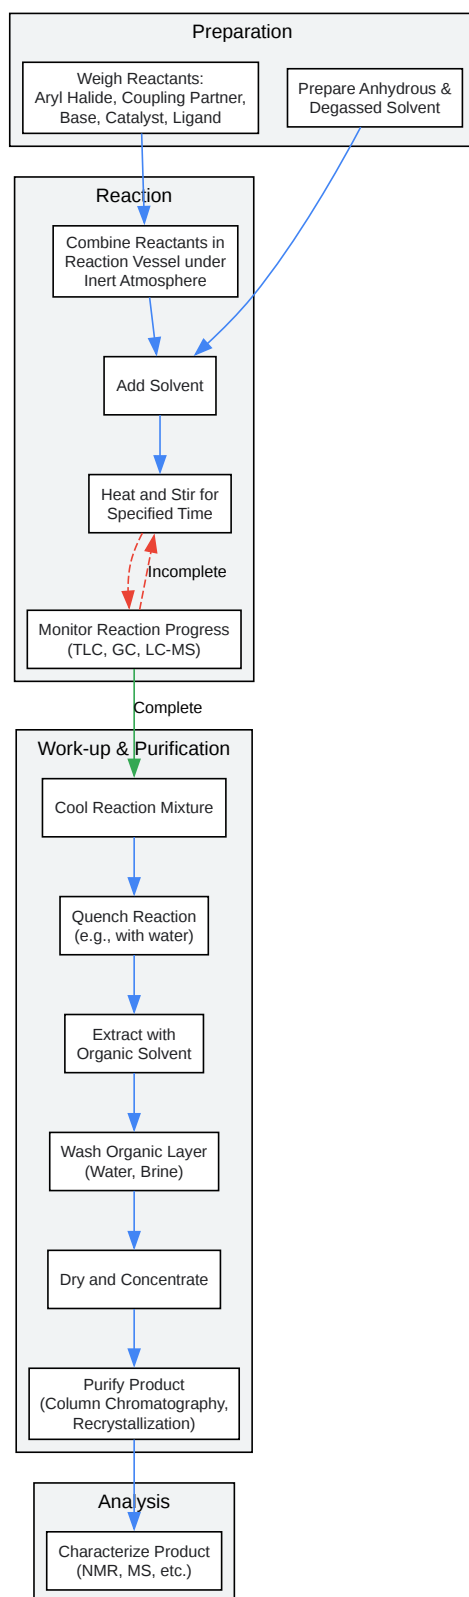 Preparation
Weigh Reactants:
Aryl Halide, Coupling Partner,
Base, Catalyst, Ligand
Prepare Anhydrous &
Degassed Solvent
Reaction
Combine Reactants in
Reaction Vessel under
Inert Atmosphere
Add Solvent
Heat and Stir for
Specified Time
Incomplete
Monitor Reaction Progress
(TLC, GC, LC-MS)
Complete
Work-up & Purification
Cool Reaction Mixture
Quench Reaction
(e.g., with water)
Extract with
Organic Solvent
Wash Organic Layer
(Water, Brine)
Dry and Concentrate
Purify Product
(Column Chromatography,
Recrystallization)
Analysis
Characterize Product
(NMR, MS, etc.)